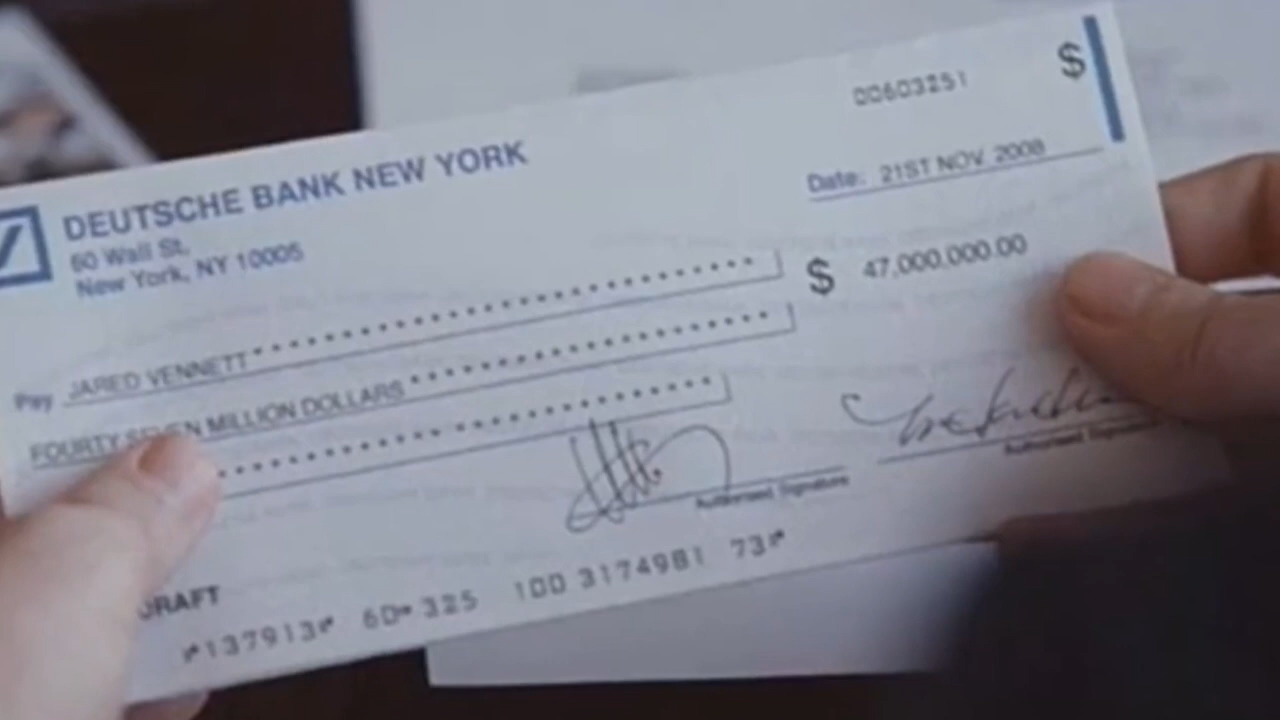 00603251
$
DEUTSCHE BANK NEW YORK
60 Wall St,
New York, NY 10005
Date: 21ST NOV. 2008
Pay JARED VENNETT
$ 47,000,000.00
FOURTY SEVEN MILLION DOLLARS
Authorised Signature
Authorised Signature
DRAFT
137913 60 325 100 3174981 73